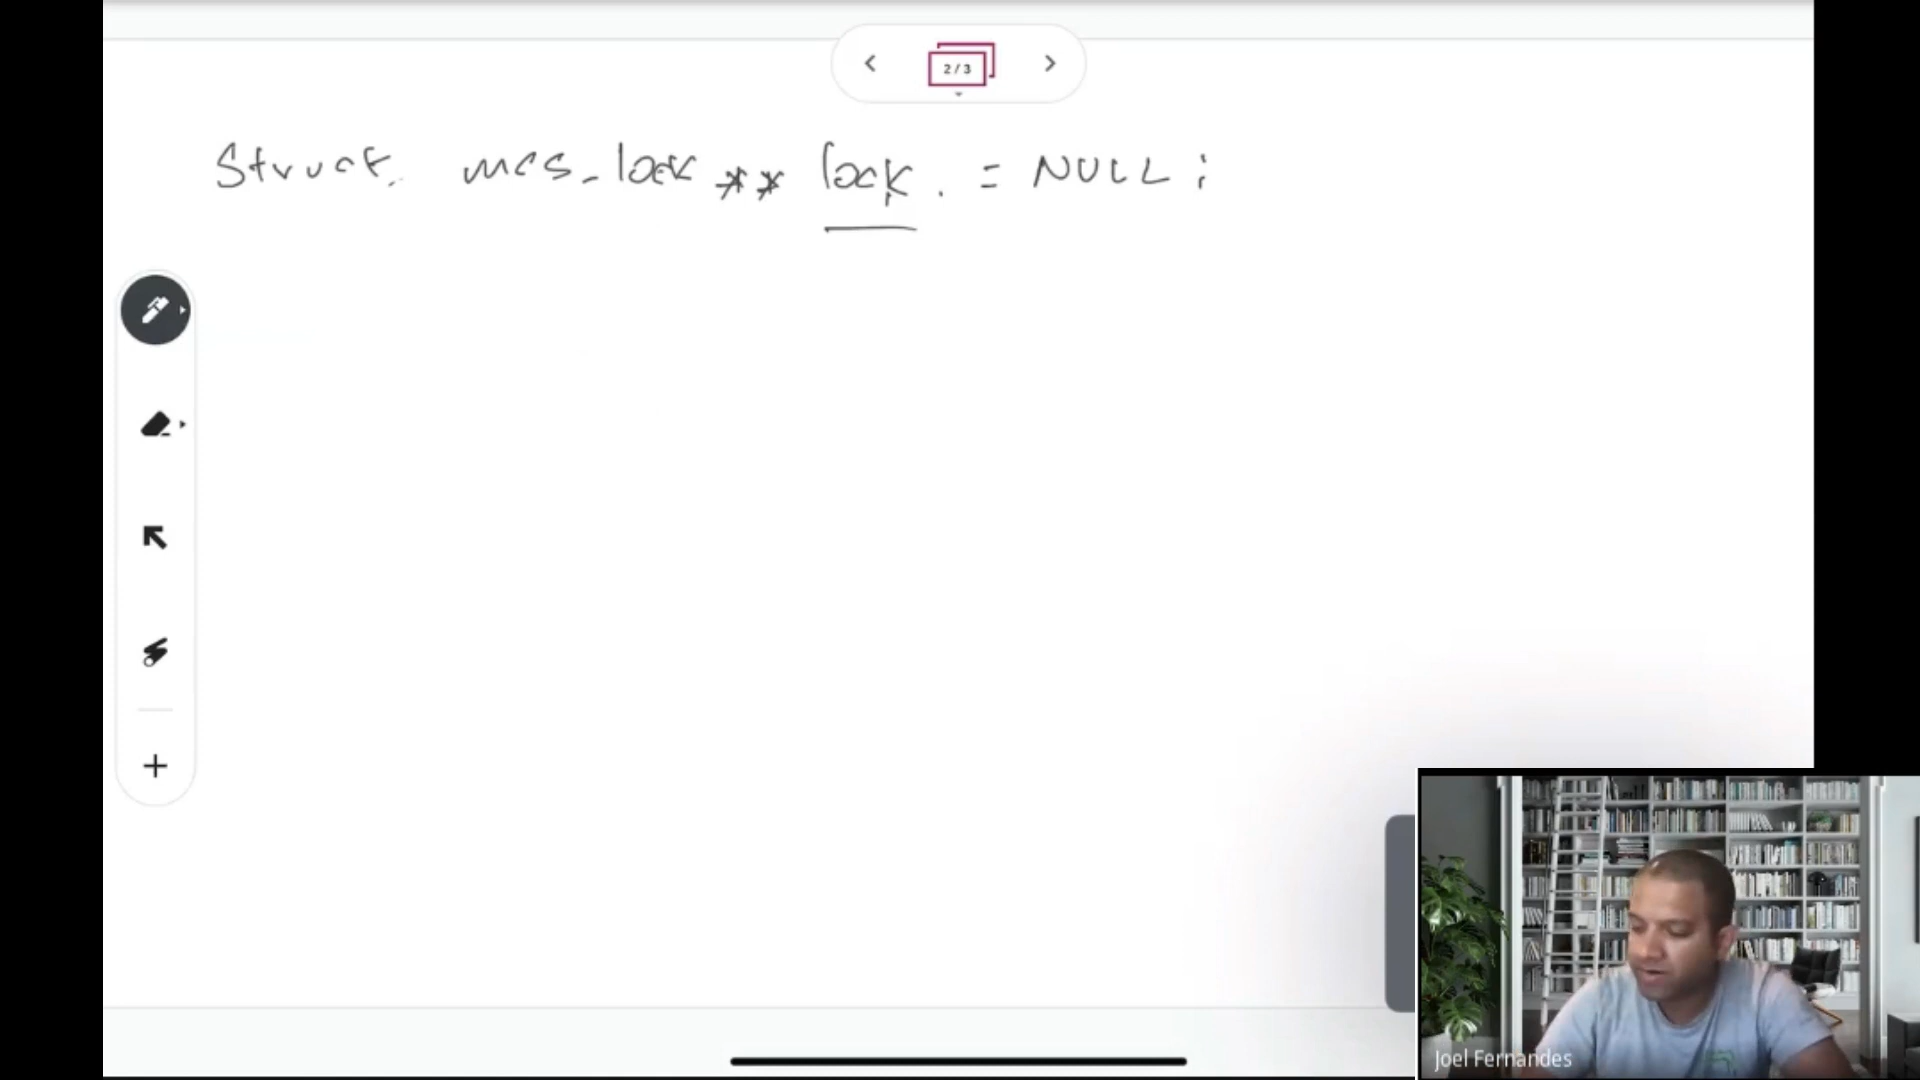 2/3
Struct. mcs_lock ** lock. = NULL;
Joel Fernandes